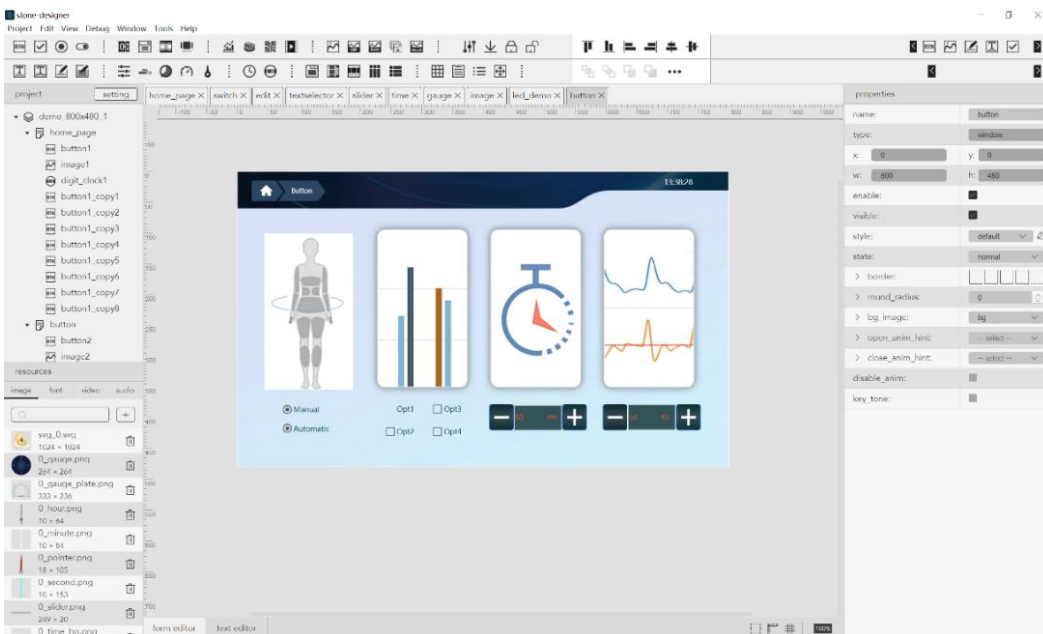 stone-designer
Project Edit View Debug Window Tools Help
project setting
home_page X switch X edit X textselector X slider X time X gauge X image X led_demo X button X
properties
demo_800x480_1
home_page
button1
image1
digit_clock1
button1_copy1
button1_copy2
button1_copy3
button1_copy4
button1_copy5
button1_copy6
button1_copy7
button1_copy8
button
button2
image2
resources
image font video audio
svg_0.svg
1024 × 1024
0_gauge.png
264 × 264
0_gauge_plate.png
333 × 236
0_hour.png
10 × 64
0_minute.png
10 × 84
0_pointer.png
18 × 105
0_second.png
10 × 153
0_slider.png
249 × 20
0_time_bg.png
Button
13:38:28
Manual
Automatic
Opt1 Opt3
Opt2 Opt4
form editor text editor
100%
name: button
type: window
x: 0 y: 0
w: 800 h: 480
enable:
visible:
style: default
state: normal
> border:
> round_radius: 0
> bg_image: bg
> open_anim_hint: -- select --
> close_anim_hint: -- select --
disable_anim:
key_tone: